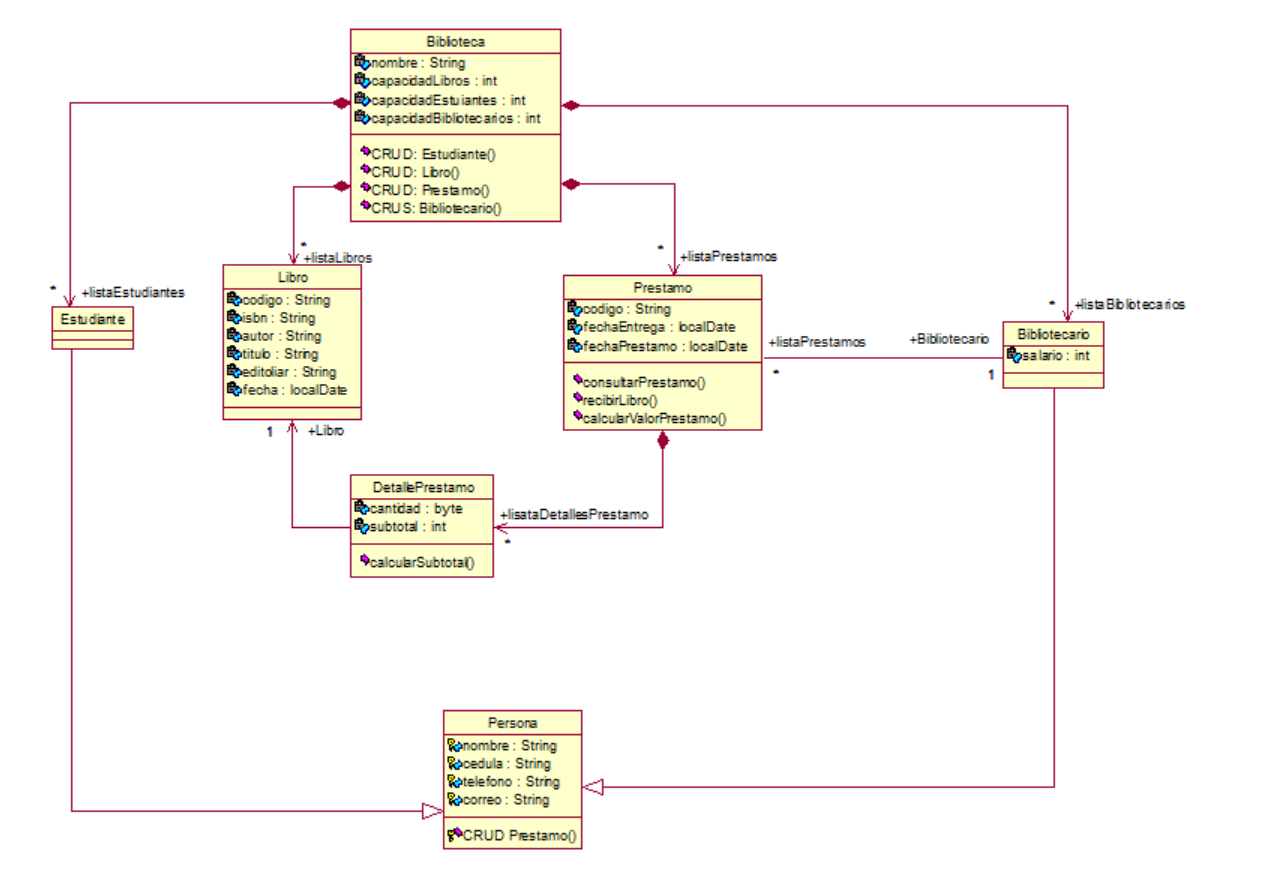 Biblioteca
nombre : String
capacidadLibros : int
capacidadEstuiantes : int
capacidadBibliotecarios : int
CRUD: Estudiante()
CRUD: Libro()
CRUD: Prestamo()
CRUS: Bibliotecario()
*
+listaEstudiantes
Estudiante
*
+listaLibros
Libro
codigo : String
isbn : String
autor : String
titulo : String
editoliar : String
fecha : localDate
1
+Libro
*
+listaPrestamos
Prestamo
codigo : String
fechaEntrega : localDate
fechaPrestamo : localDate
consultarPrestamo()
recibirLibro()
calcularValorPrestamo()
+listaPrestamos
*
+Bibliotecario
1
*
+listaBibliotecarios
Bibliotecario
salario : int
DetallePrestamo
cantidad : byte
subtotal : int
calcularSubtotal()
+lisataDetallesPrestamo
*
Persona
nombre : String
cedula : String
telefono : String
correo : String
CRUD Prestamo()